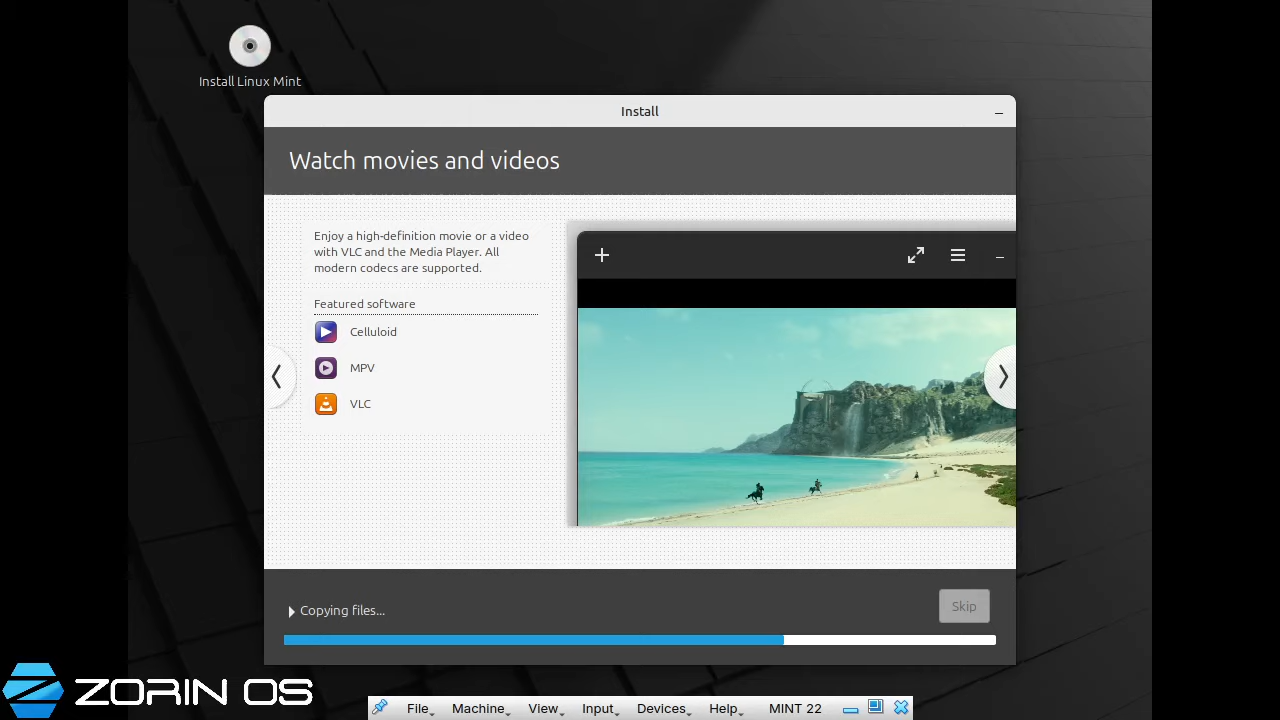 Install Linux Mint
Install
Watch movies and videos
Enjoy a high-definition movie or a video
with VLC and the Media Player. All
modern codecs are supported.
Featured software
Celluloid
MPV
VLC
Copying files...
Skip
ZORIN OS
File
Machine
View
Input
Devices
Help
MINT 22